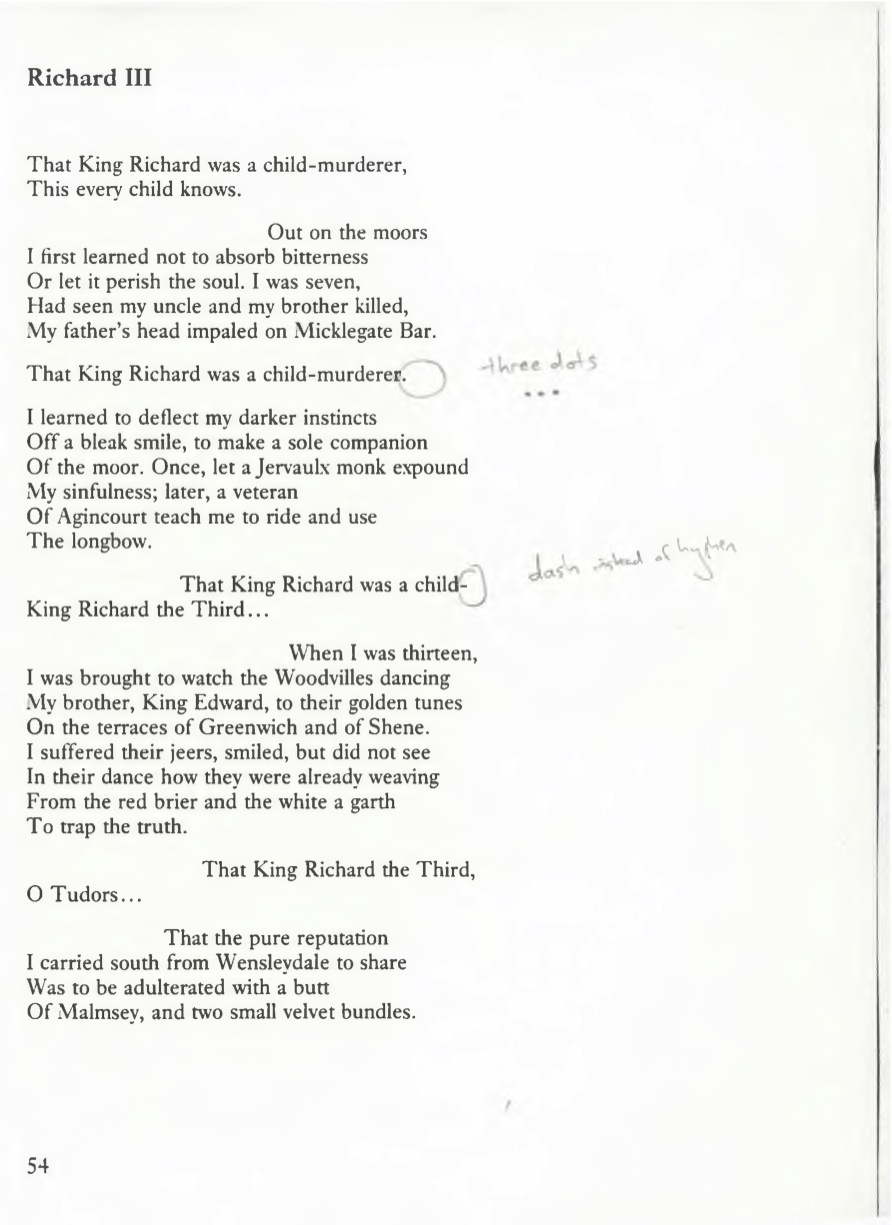 Richard III
That King Richard was a child-murderer,
This every child knows.
Out on the moors
I first learned not to absorb bitterness
Or let it perish the soul. I was seven,
Had seen my uncle and my brother killed,
My father's head impaled on Micklegate Bar.
That King Richard was a child-murderer.
three dots
...
I learned to deflect my darker instincts
Off a bleak smile, to make a sole companion
Of the moor. Once, let a Jervaulx monk expound
My sinfulness; later, a veteran
Of Agincourt teach me to ride and use
The longbow.
dash instead of hyphen
That King Richard was a child-
King Richard the Third...
When I was thirteen,
I was brought to watch the Woodvilles dancing
My brother, King Edward, to their golden tunes
On the terraces of Greenwich and of Shene.
I suffered their jeers, smiled, but did not see
In their dance how they were already weaving
From the red brier and the white a garth
To trap the truth.
That King Richard the Third,
O Tudors...
That the pure reputation
I carried south from Wensleydale to share
Was to be adulterated with a butt
Of Malmsey, and two small velvet bundles.
54